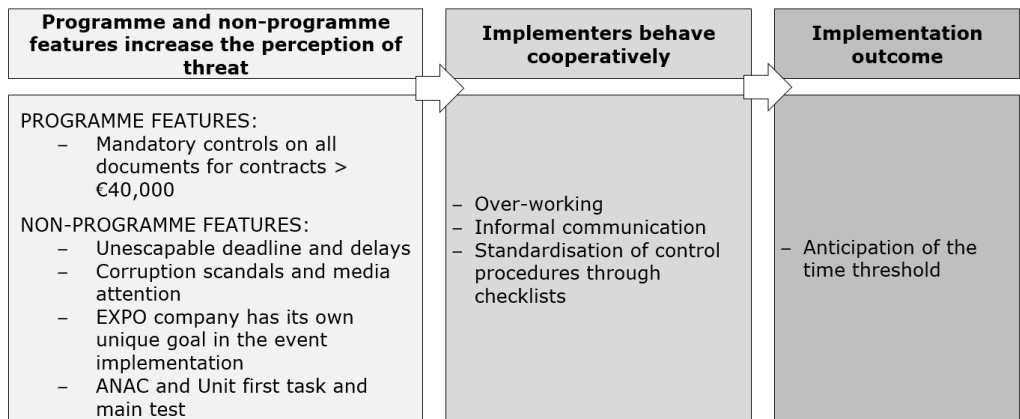 Programme and non-programme
features increase the perception of
threat
Implementers behave
cooperatively
Implementation
outcome
PROGRAMME FEATURES:
– Mandatory controls on all
documents for contracts >
€40,000
NON-PROGRAMME FEATURES:
– Unescapable deadline and delays
– Corruption scandals and media
attention
– EXPO company has its own
unique goal in the event
implementation
– ANAC and Unit first task and
main test
– Over-working
– Informal communication
– Standardisation of control
procedures through
checklists
– Anticipation of the
time threshold